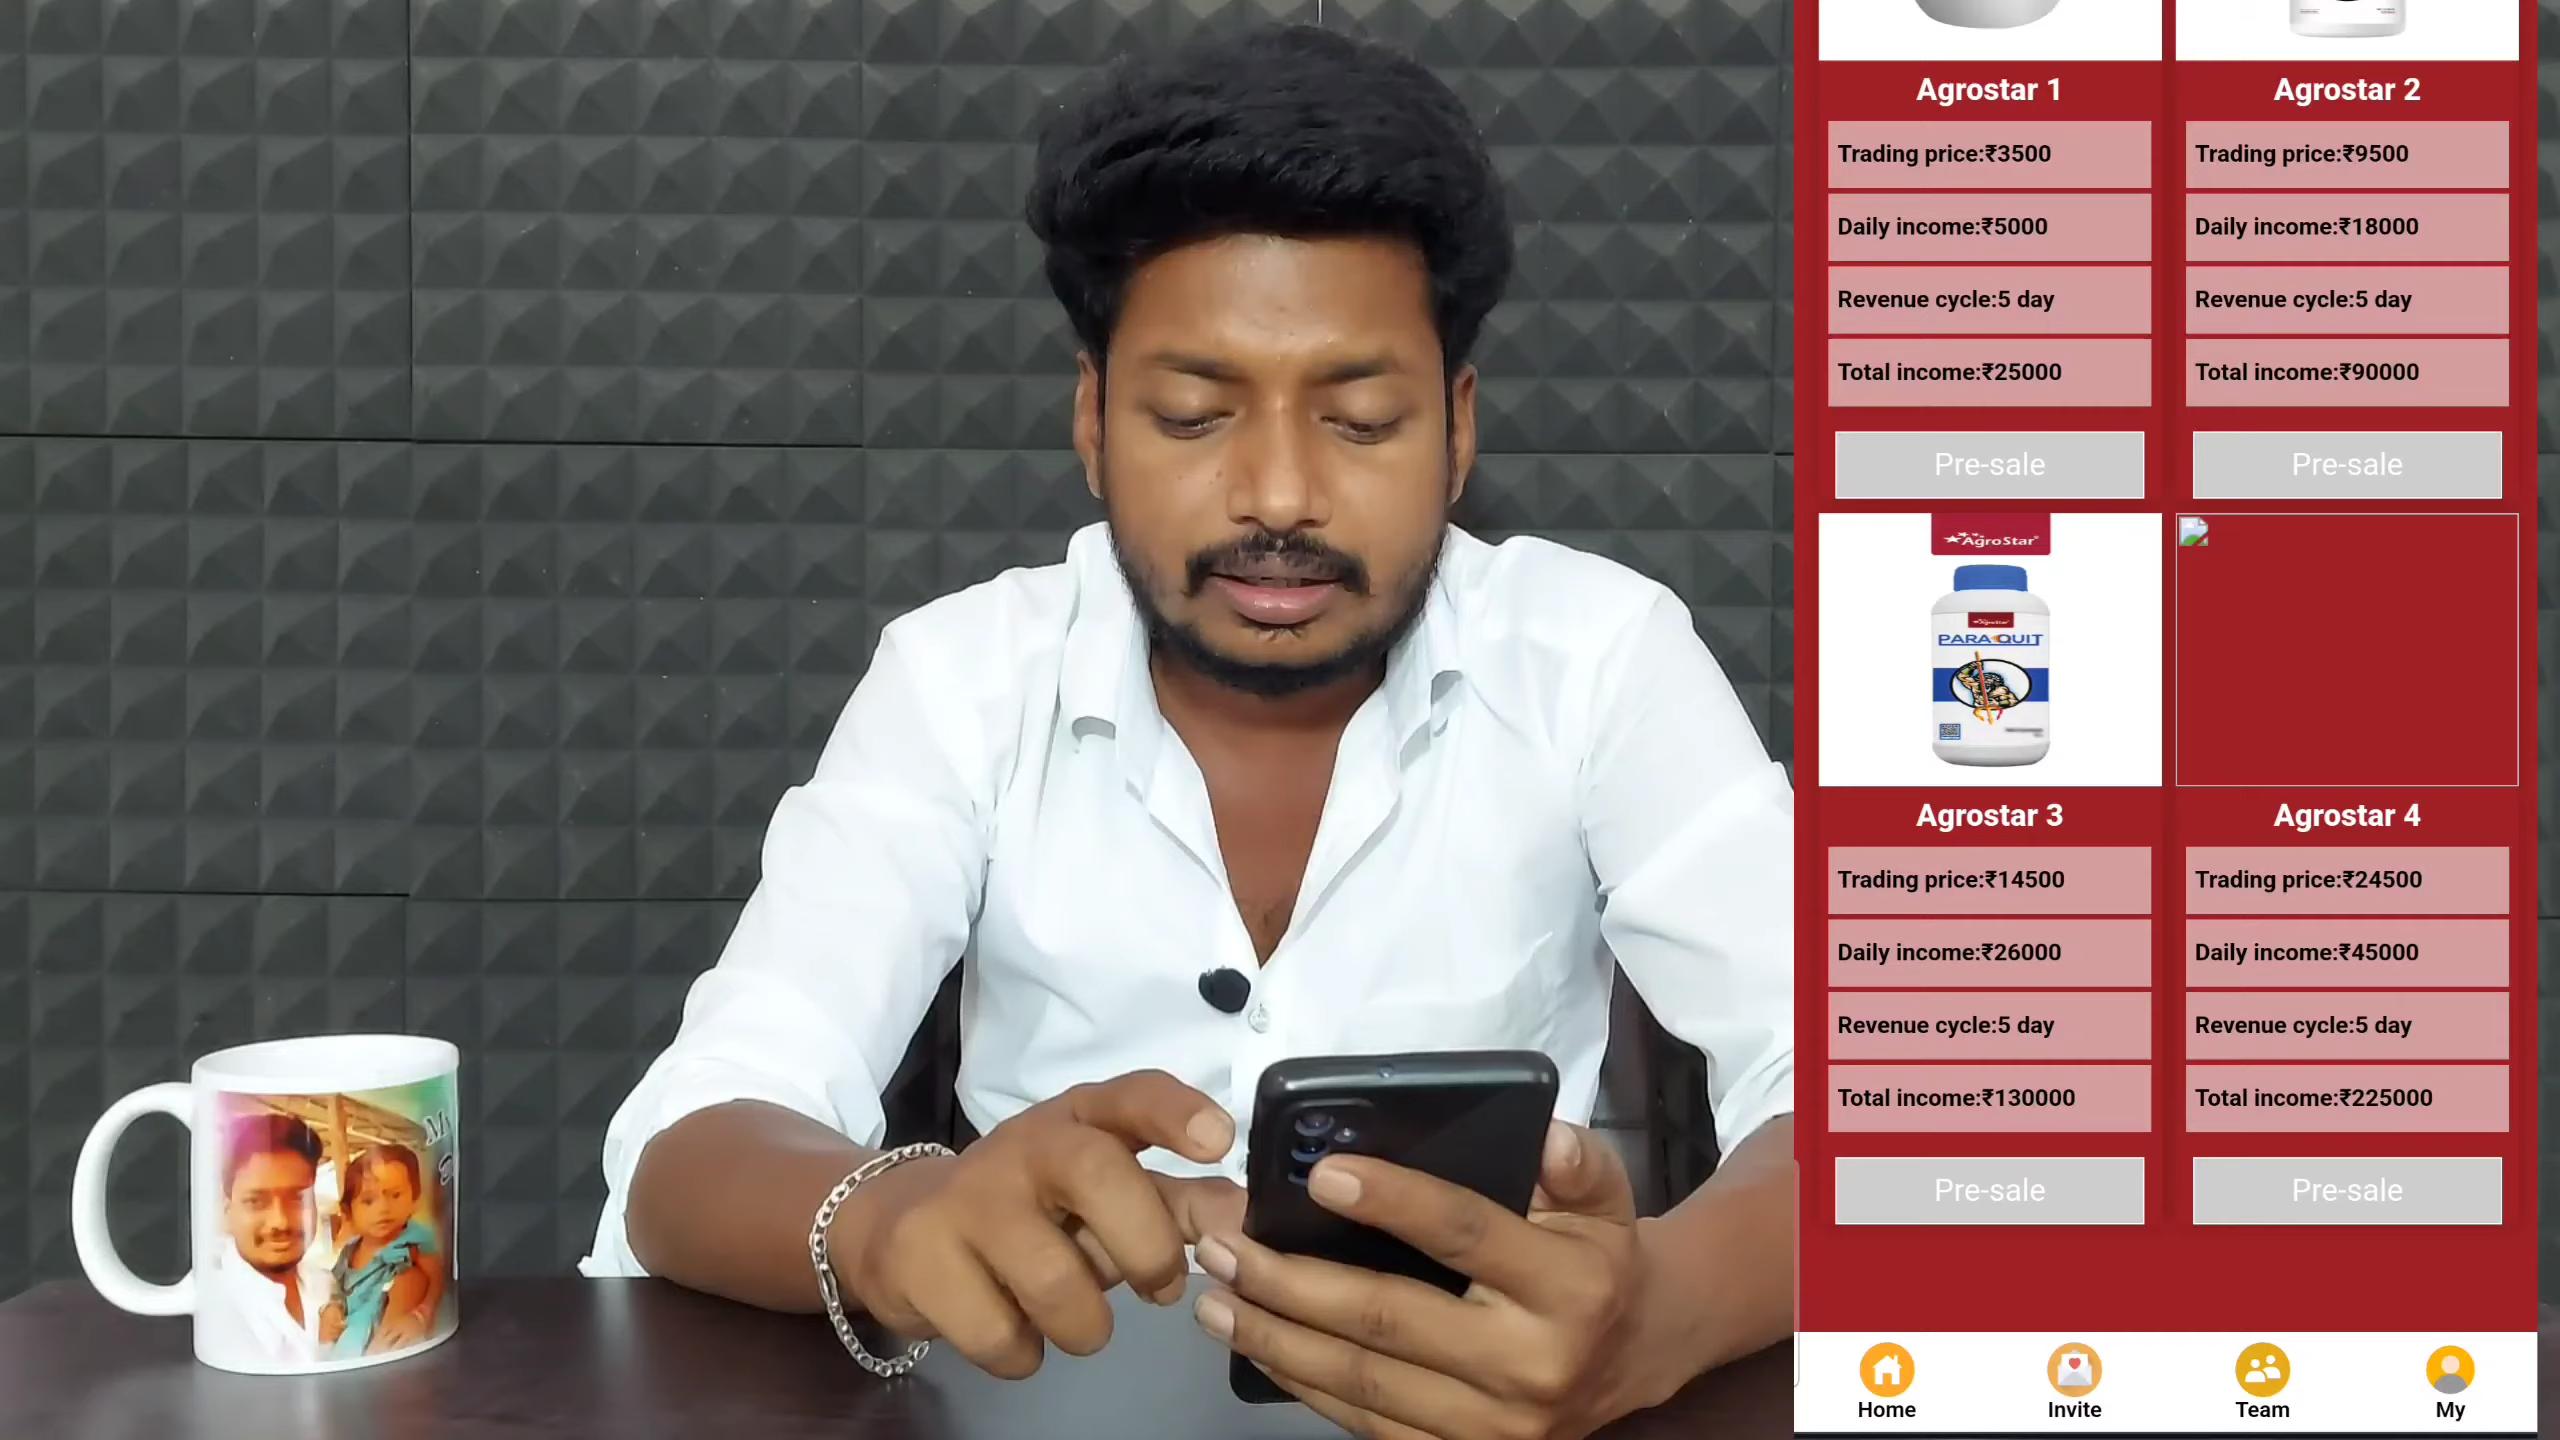 Agrostar 1
Trading price:₹3500
Daily income:₹5000
Revenue cycle:5 day
Total income:₹25000
Pre-sale
Agrostar 2
Trading price:₹9500
Daily income:₹18000
Revenue cycle:5 day
Total income:₹90000
Pre-sale
AgroStar
PARAQUIT
Agrostar 3
Trading price:₹14500
Daily income:₹26000
Revenue cycle:5 day
Total income:₹130000
Pre-sale
Agrostar 4
Trading price:₹24500
Daily income:₹45000
Revenue cycle:5 day
Total income:₹225000
Pre-sale
Home
Invite
Team
My